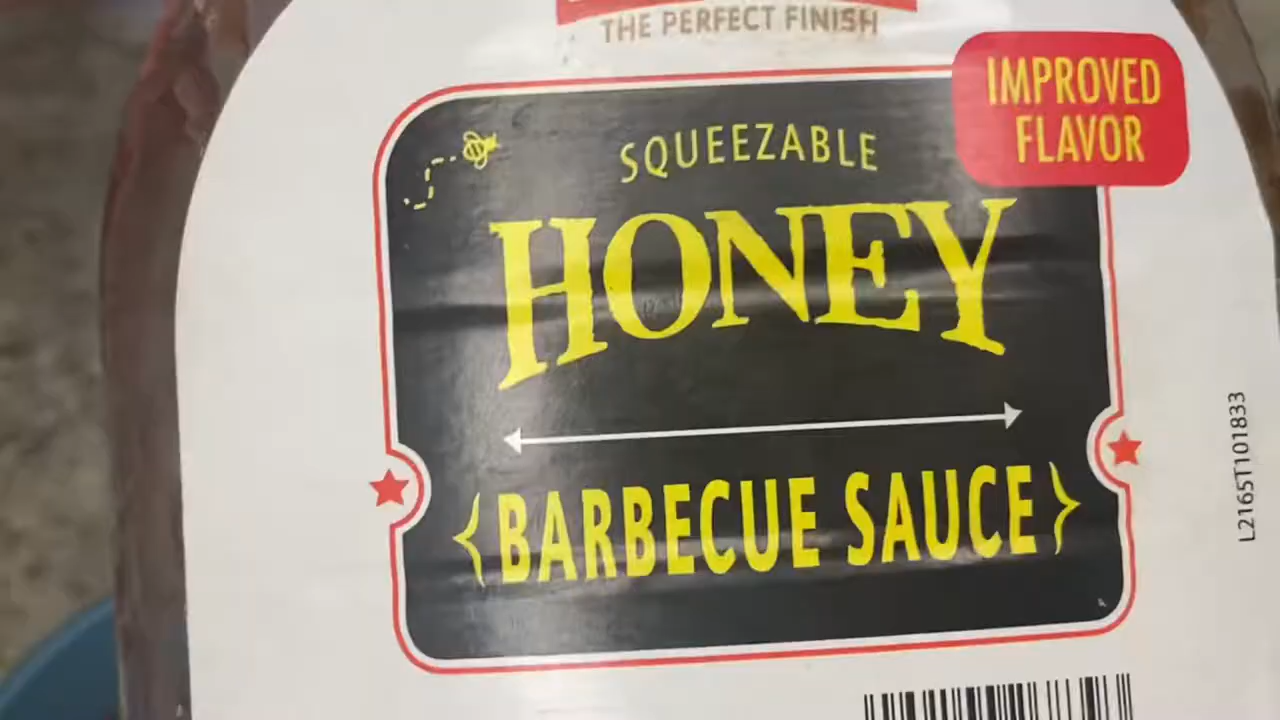 THE PERFECT FINISH
IMPROVED
FLAVOR
SQUEEZABLE
HONEY
{BARBECUE SAUCE}
L2165T101833